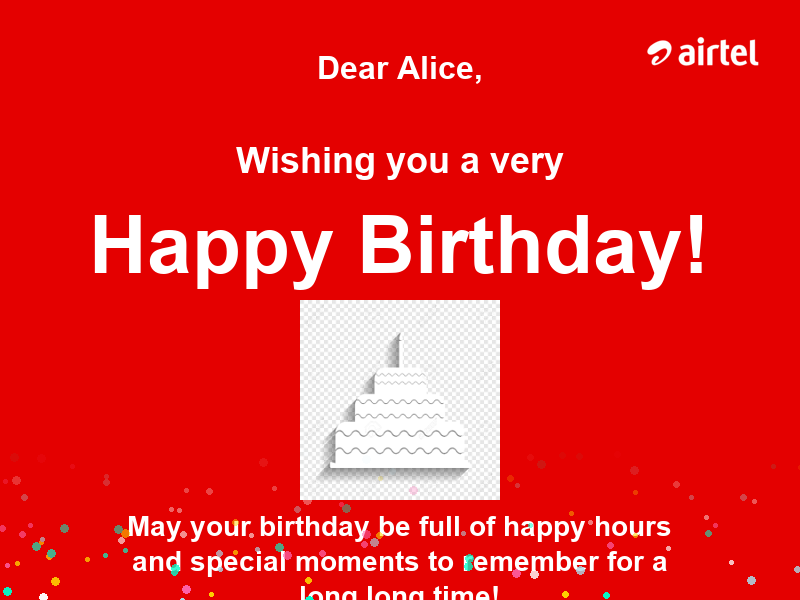 airtel
Dear Alice,
Wishing you a very
Happy Birthday!
May your birthday be full of happy hours
and special moments to remember for a
long long time!